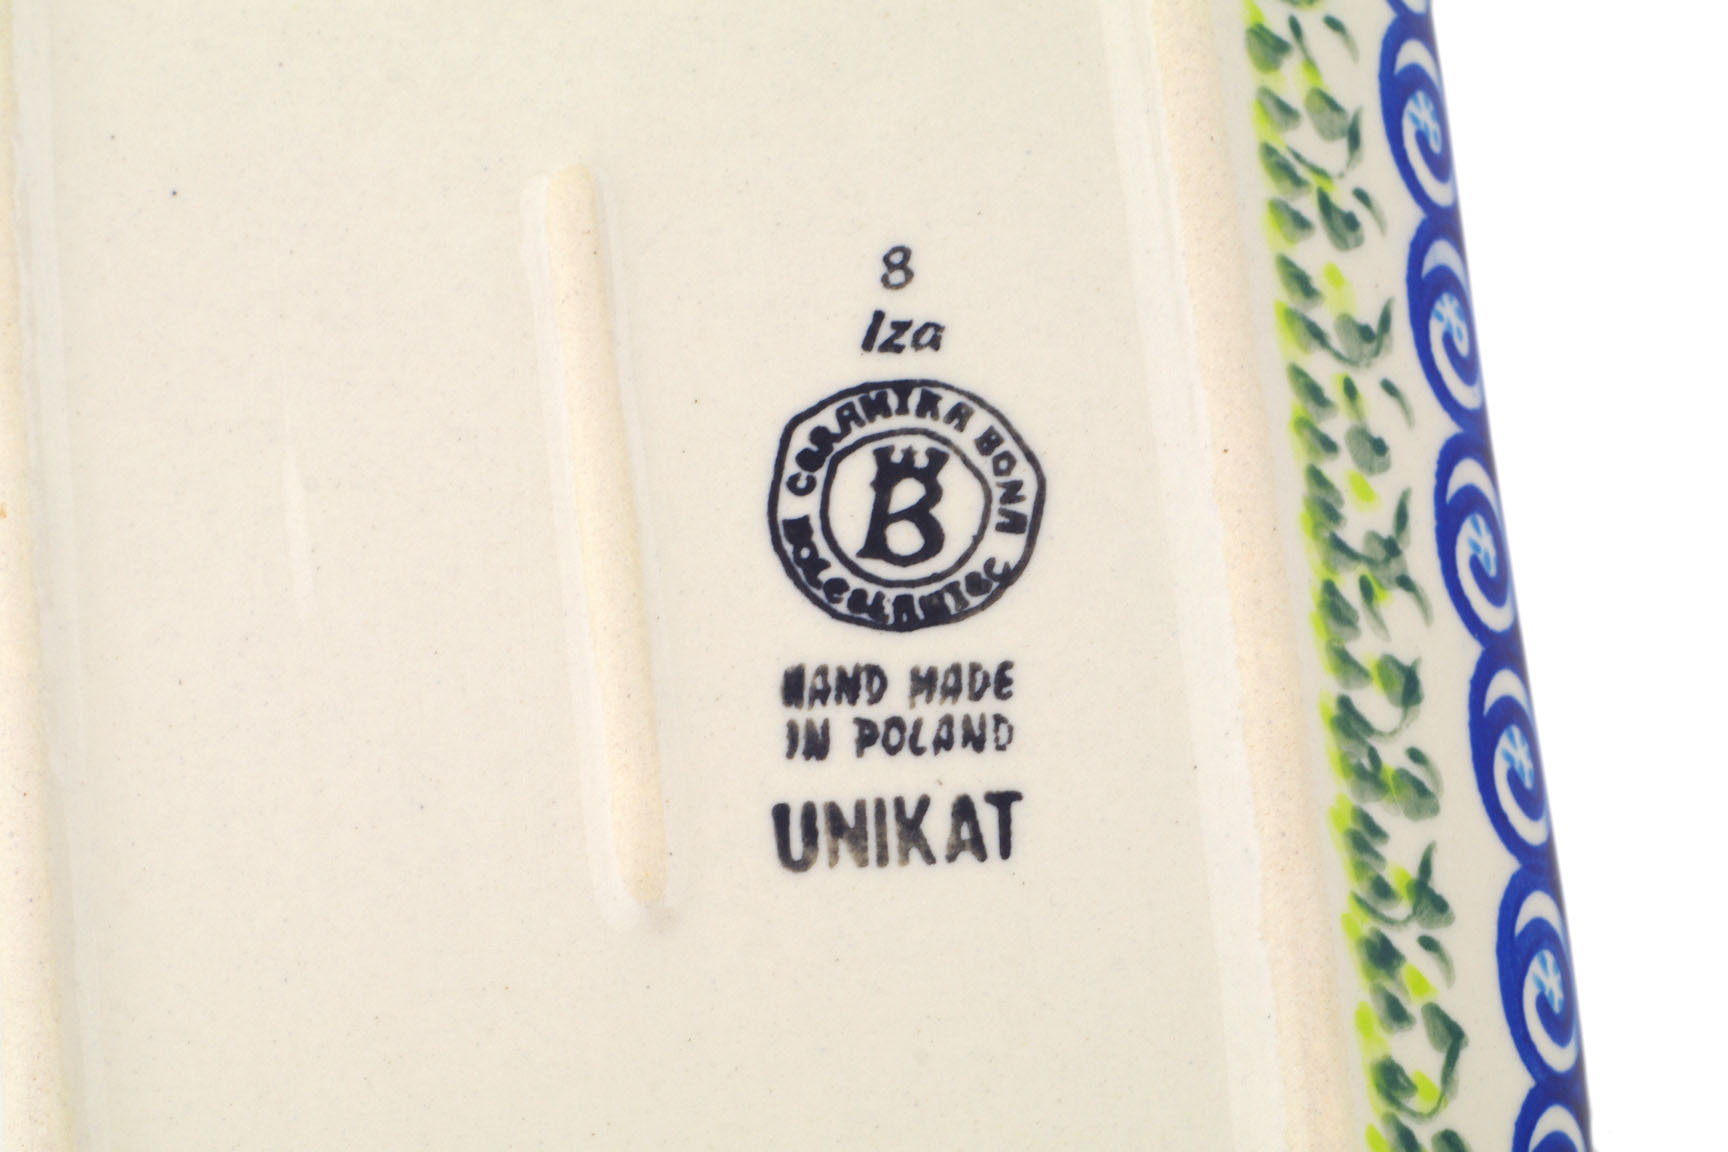 8
Iza
CERAMIKA BONA
BOLESŁAWIEC
B
HAND MADE
IN POLAND
UNIKAT